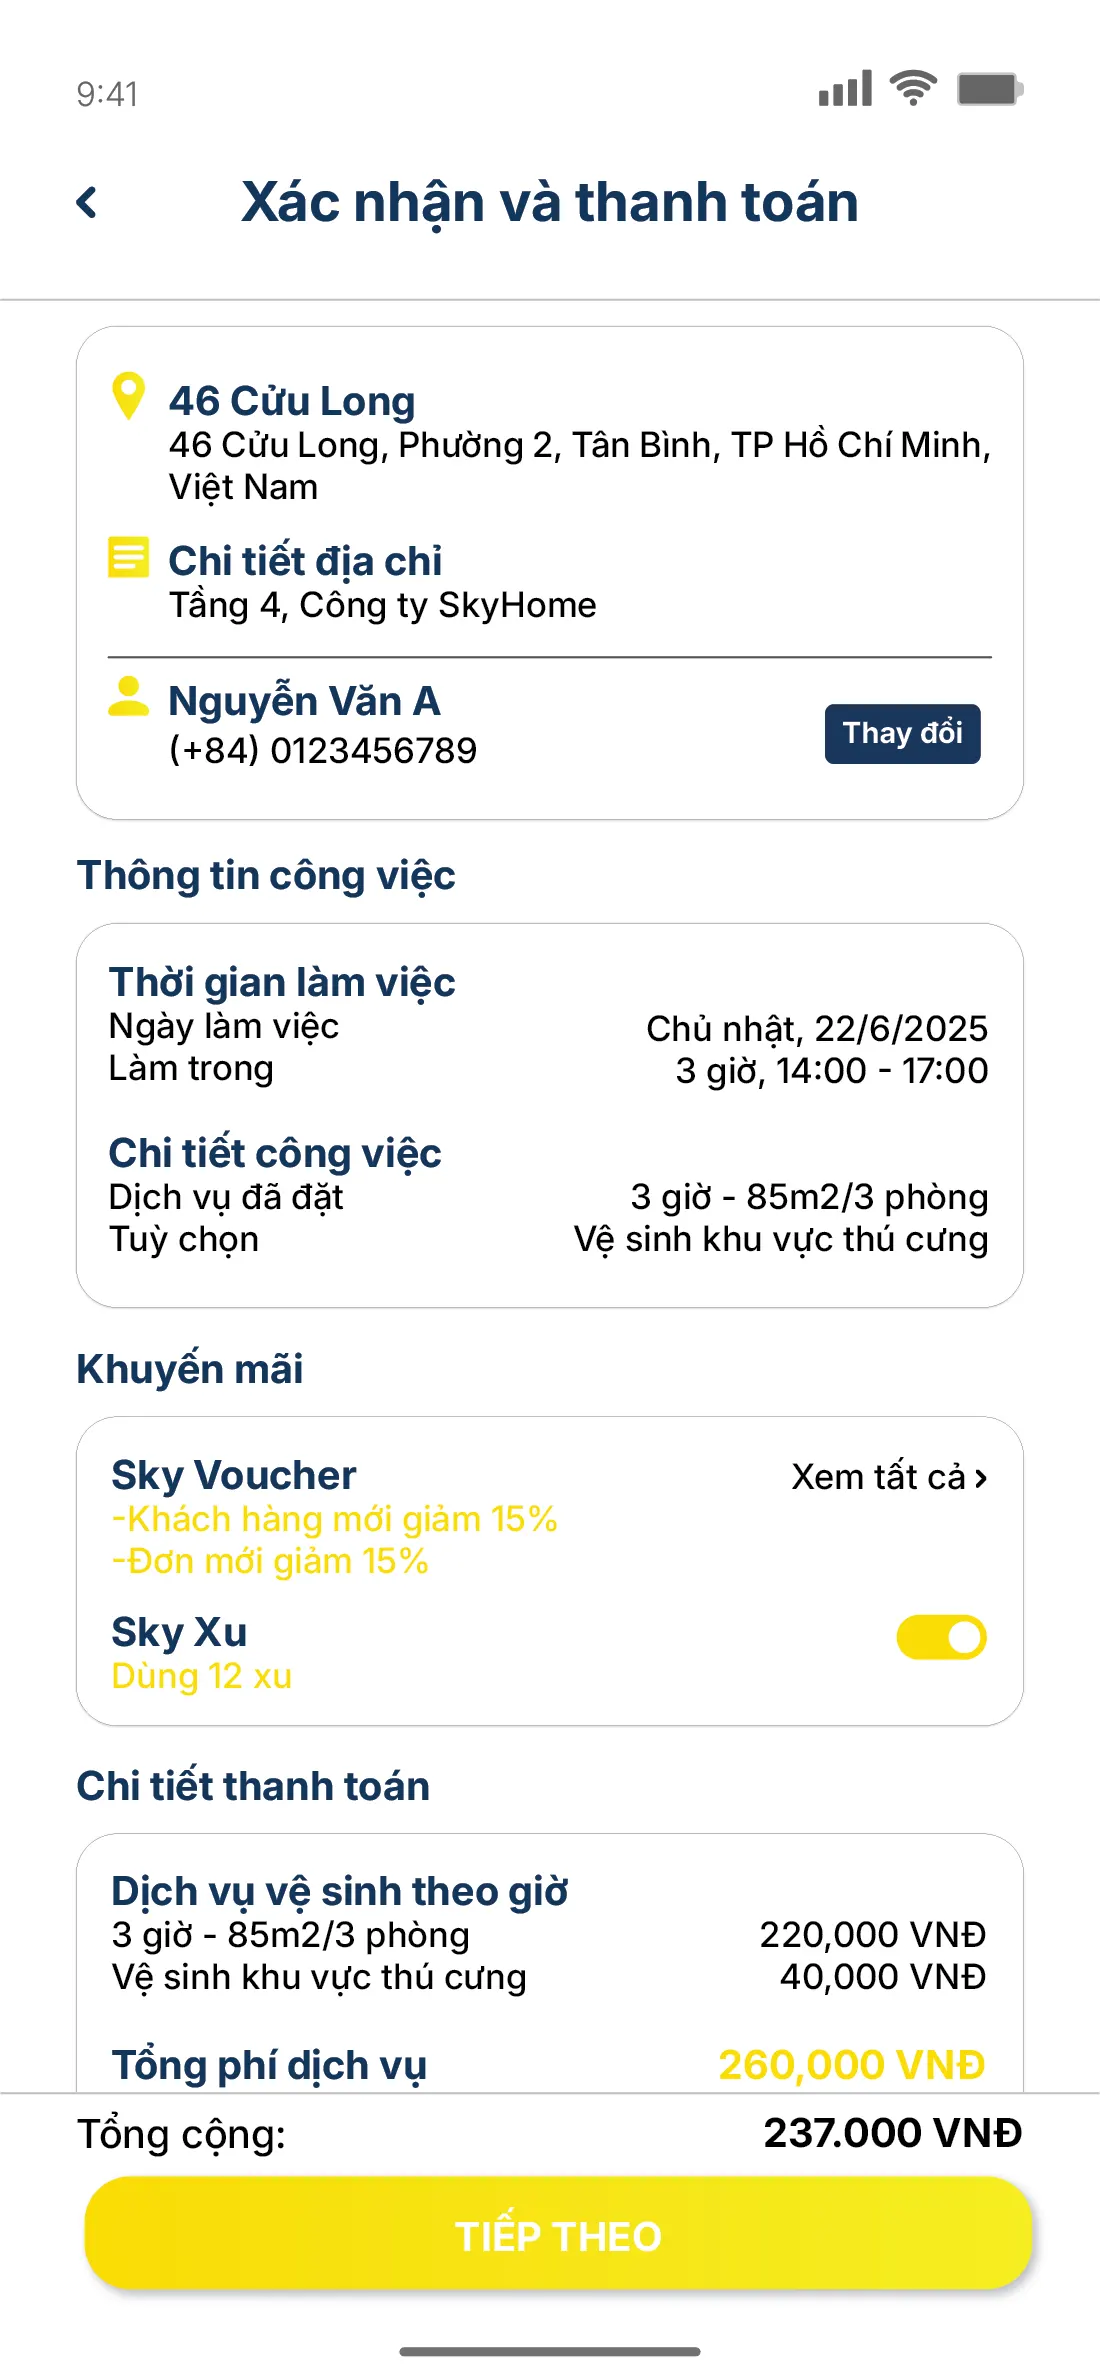 9:41
Xác nhận và thanh toán
46 Cửu Long
46 Cửu Long, Phường 2, Tân Bình, TP Hồ Chí Minh,
Việt Nam
Chi tiết địa chỉ
Tầng 4, Công ty SkyHome
Nguyễn Văn A
(+84) 0123456789
Thay đổi
Thông tin công việc
Thời gian làm việc
Ngày làm việc Chủ nhật, 22/6/2025
Làm trong 3 giờ, 14:00 - 17:00
Chi tiết công việc
Dịch vụ đã đặt 3 giờ - 85m2/3 phòng
Tuỳ chọn Vệ sinh khu vực thú cưng
Khuyến mãi
Sky Voucher Xem tất cả ›
-Khách hàng mới giảm 15%
-Đơn mới giảm 15%
Sky Xu
Dùng 12 xu
Chi tiết thanh toán
Dịch vụ vệ sinh theo giờ
3 giờ - 85m2/3 phòng 220,000 VNĐ
Vệ sinh khu vực thú cưng 40,000 VNĐ
Tổng phí dịch vụ 260,000 VNĐ
Tổng cộng: 237.000 VNĐ
TIẾP THEO